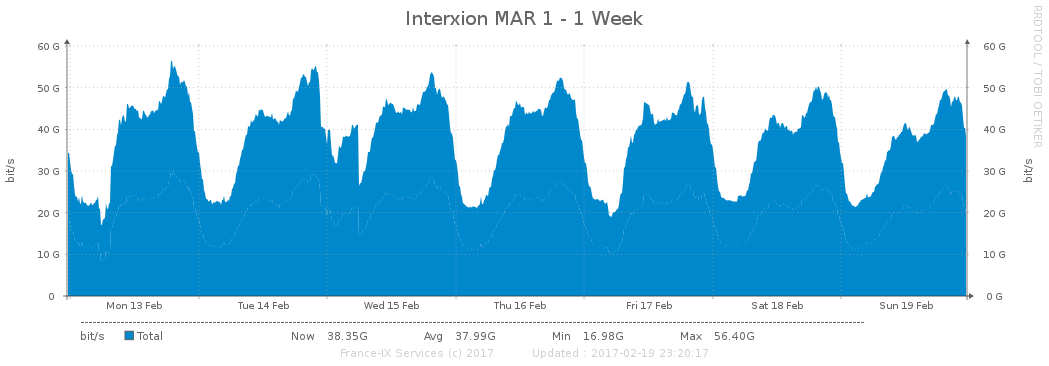 Interxion MAR 1 - 1 Week
RRDTOOL / TOBI OETIKER
60 G 60 G
50 G 50 G
40 G 40 G
30 G 30 G
20 G 20 G
10 G 10 G
0 0 G
bit/s bit/s
Mon 13 Feb Tue 14 Feb Wed 15 Feb Thu 16 Feb Fri 17 Feb Sat 18 Feb Sun 19 Feb
bit/s Total Now 38.35G Avg 37.99G Min 16.98G Max 56.40G
France-IX Services (c) 2017 Updated : 2017-02-19 23:20:17